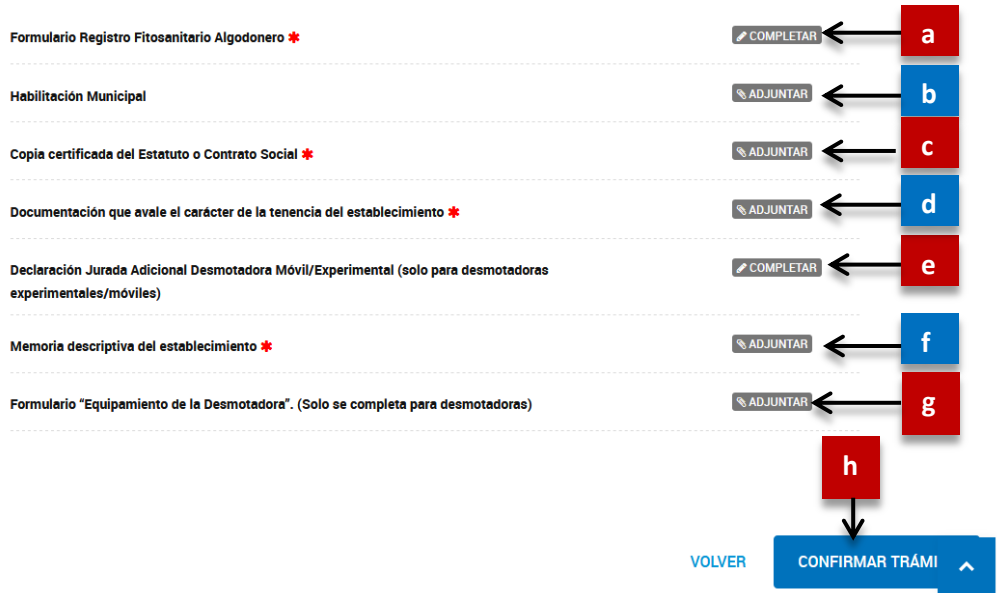 Formulario Registro Fitosanitario Algodonero ✱ COMPLETAR a
Habilitación Municipal ADJUNTAR b
Copia certificada del Estatuto o Contrato Social ✱ ADJUNTAR c
Documentación que avale el carácter de la tenencia del establecimiento ✱ ADJUNTAR d
Declaración Jurada Adicional Desmotadora Móvil/Experimental (solo para desmotadoras COMPLETAR e
experimentales/móviles)
Memoria descriptiva del establecimiento ✱ ADJUNTAR f
Formulario “Equipamiento de la Desmotadora”. (Solo se completa para desmotadoras) ADJUNTAR g
h
VOLVER CONFIRMAR TRÁMI